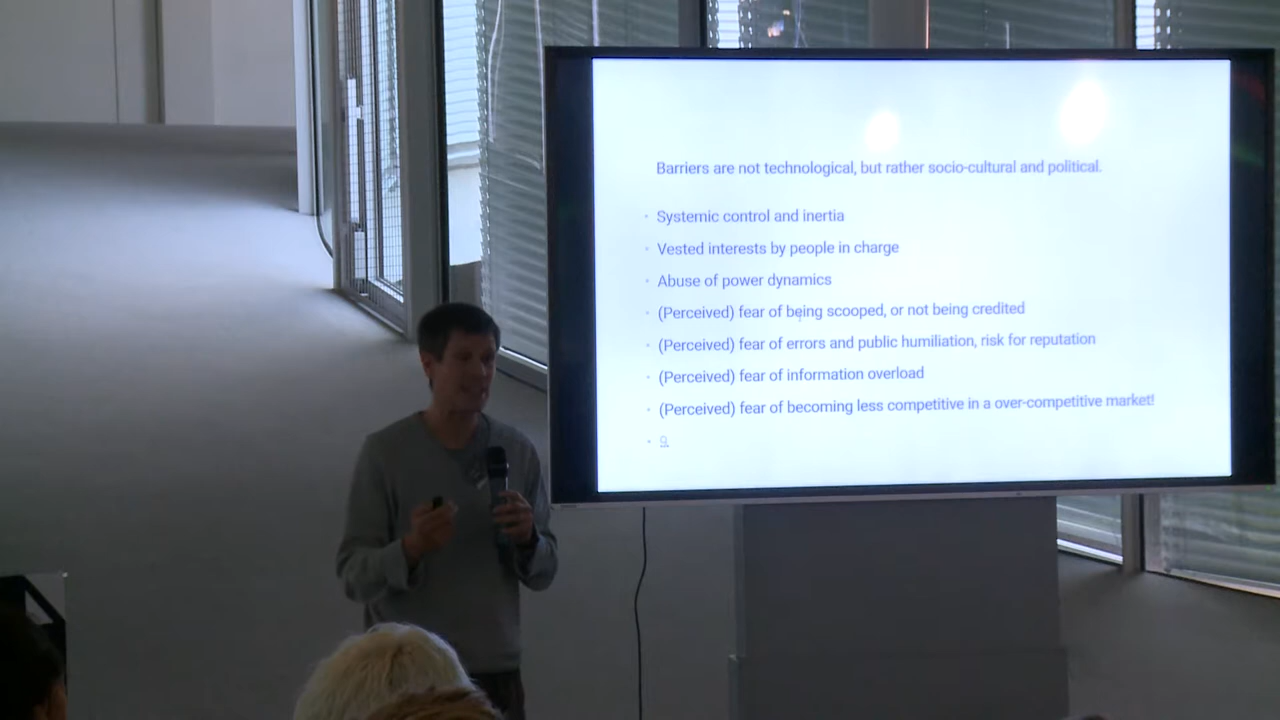 Barriers are not technological, but rather socio-cultural and political.
Systemic control and inertia
Vested interests by people in charge
Abuse of power dynamics
(Perceived) fear of being scooped, or not being credited
(Perceived) fear of errors and public humiliation, risk for reputation
(Perceived) fear of information overload
(Perceived) fear of becoming less competitive in a over-competitive market!